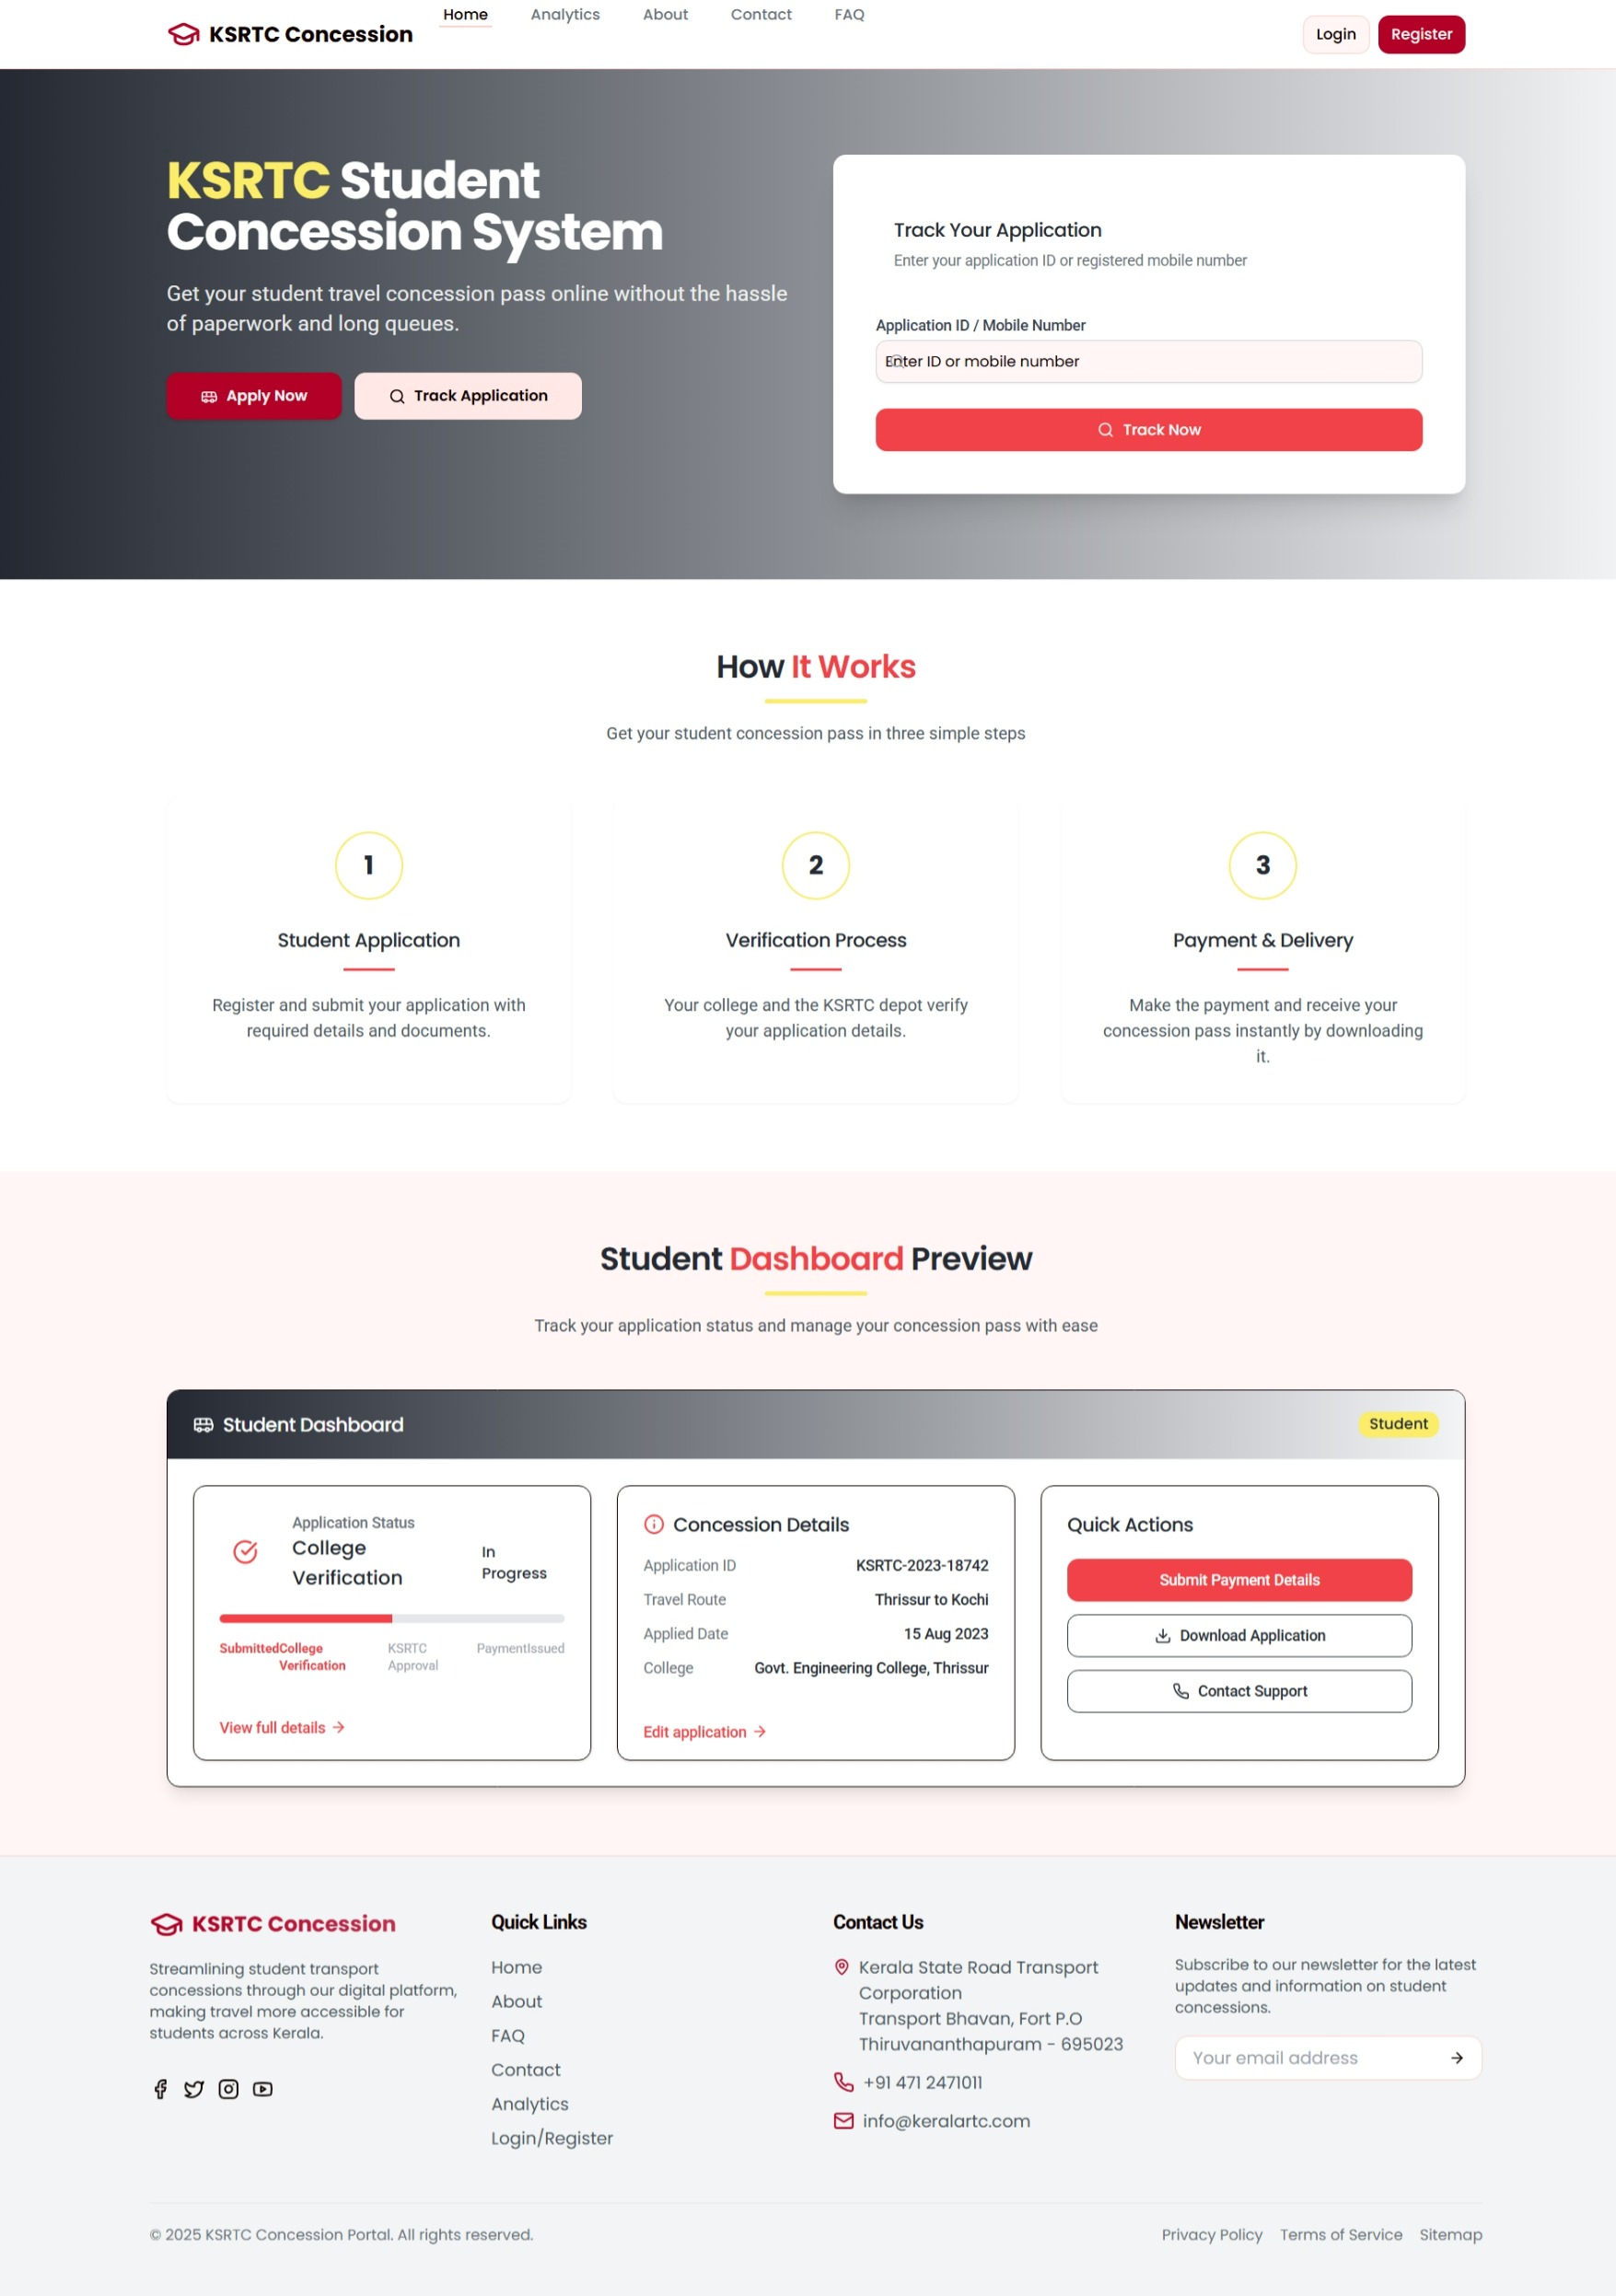 KSRTC Concession
Home
Analytics
About
Contact
FAQ
Login
Register
KSRTC Student
Concession System
Get your student travel concession pass online without the hassle
of paperwork and long queues.
Apply Now
Track Application
Track Your Application
Enter your application ID or registered mobile number
Application ID / Mobile Number
Enter ID or mobile number
Track Now
How It Works
Get your student concession pass in three simple steps
1
Student Application
Register and submit your application with
required details and documents.
2
Verification Process
Your college and the KSRTC depot verify
your application details.
3
Payment & Delivery
Make the payment and receive your
concession pass instantly by downloading
it.
Student Dashboard Preview
Track your application status and manage your concession pass with ease
Student Dashboard
Student
Application Status
College
Verification
In
Progress
Submitted
College
Verification
KSRTC
Approval
Payment
Issued
View full details
Concession Details
Application ID KSRTC-2023-18742
Travel Route Thrissur to Kochi
Applied Date 15 Aug 2023
College Govt. Engineering College, Thrissur
Edit application
Quick Actions
Submit Payment Details
Download Application
Contact Support
KSRTC Concession
Streamlining student transport
concessions through our digital platform,
making travel more accessible for
students across Kerala.
Quick Links
Home
About
FAQ
Contact
Analytics
Login/Register
Contact Us
Kerala State Road Transport
Corporation
Transport Bhavan, Fort P.O
Thiruvananthapuram - 695023
+91 471 2471011
info@keralartc.com
Newsletter
Subscribe to our newsletter for the latest
updates and information on student
concessions.
Your email address
© 2025 KSRTC Concession Portal. All rights reserved.
Privacy Policy
Terms of Service
Sitemap